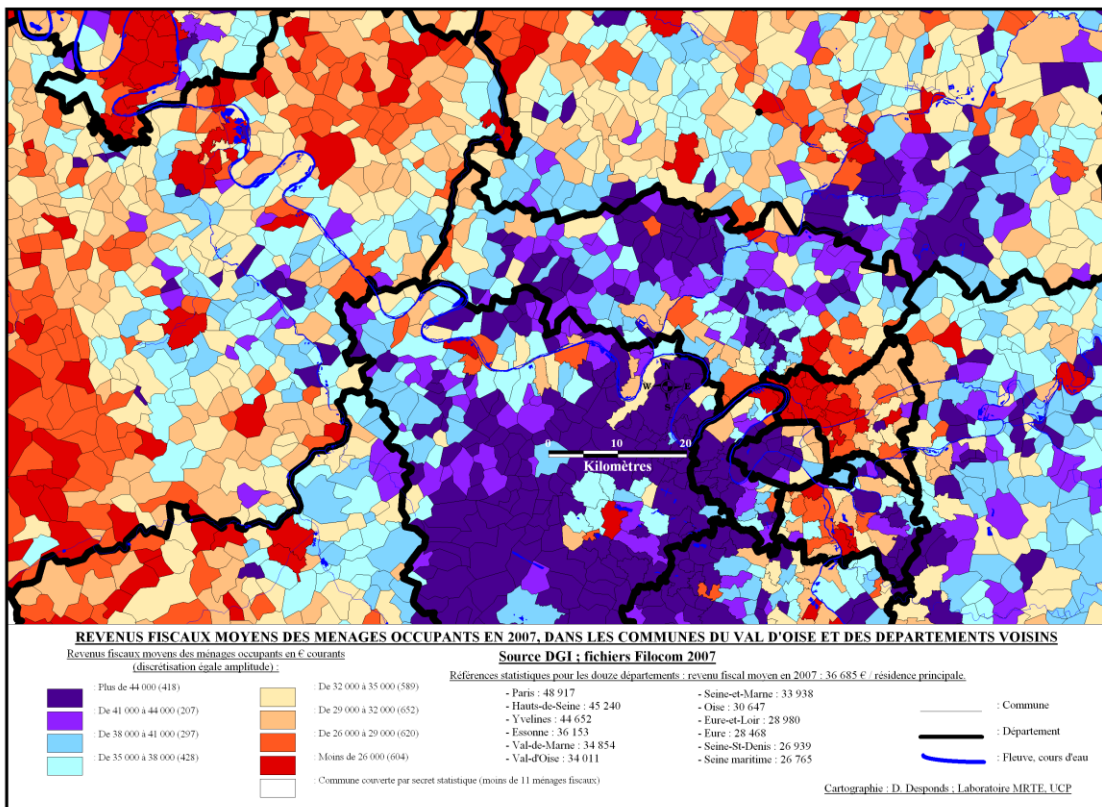 W E
S
0 10 20
Kilomètres
REVENUS FISCAUX MOYENS DES MENAGES OCCUPANTS EN 2007, DANS LES COMMUNES DU VAL D'OISE ET DES DEPARTEMENTS VOISINS
Source DGI ; fichiers Filocom 2007
Revenus fiscaux moyens des ménages occupants en € courants
(discrétisation égale amplitude) :
: Plus de 44 000 (418)
: De 41 000 à 44 000 (207)
: De 38 000 à 41 000 (297)
: De 35 000 à 38 000 (428)
: De 32 000 à 35 000 (589)
: De 29 000 à 32 000 (652)
: De 26 000 à 29 000 (620)
: Moins de 26 000 (604)
: Commune couverte par secret statistique (moins de 11 ménages fiscaux)
Références statistiques pour les douze départements : revenu fiscal moyen en 2007 : 36 685 € / résidence principale.
- Paris : 48 917
- Hauts-de-Seine : 45 240
- Yvelines : 44 652
- Essonne : 36 153
- Val-de-Marne : 34 854
- Val-d'Oise : 34 011
- Seine-et-Marne : 33 938
- Oise : 30 647
- Eure-et-Loir : 28 980
- Eure : 28 468
- Seine-St-Denis : 26 939
- Seine maritime : 26 765
: Commune
: Département
: Fleuve, cours d'eau
Cartographie : D. Desponds ; Laboratoire MRTE, UCP